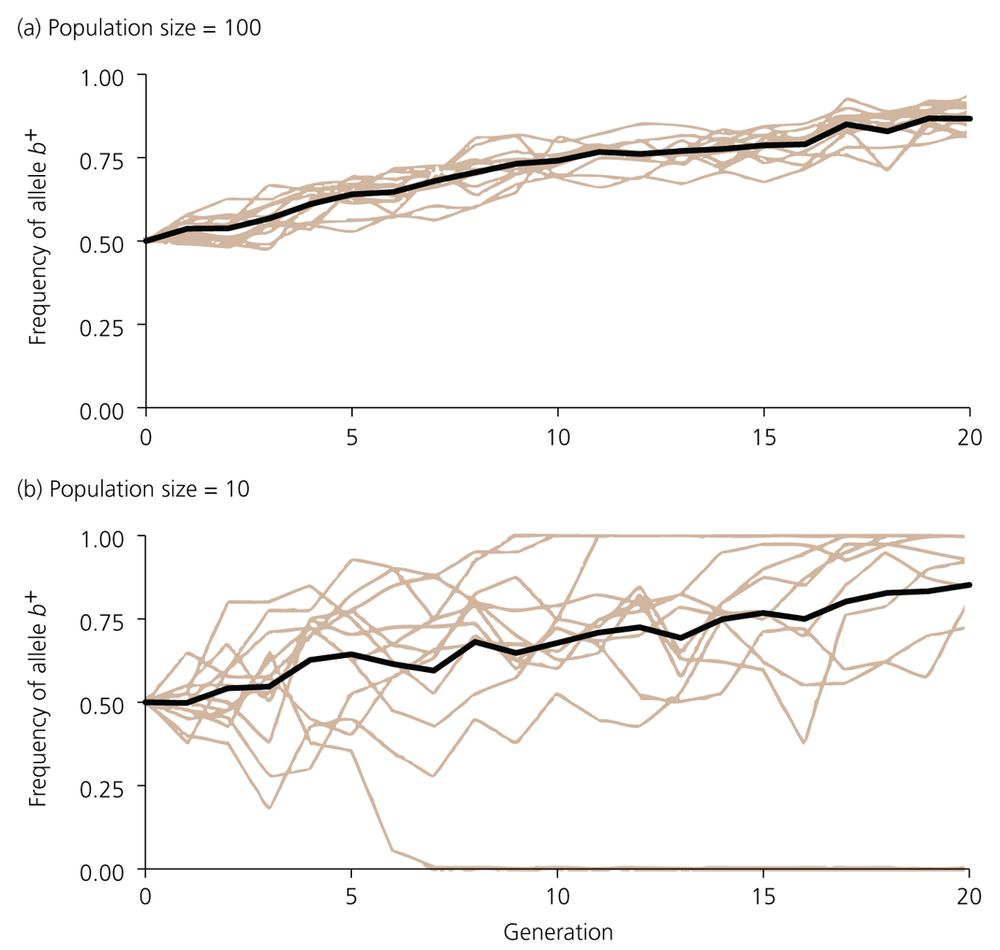 (a) Population size = 100
Frequency of allele b⁺
1.00
0.75
0.50
0.25
0.00
0 5 10 15 20
(b) Population size = 10
Frequency of allele b⁺
1.00
0.75
0.50
0.25
0.00
0 5 10 15 20
Generation